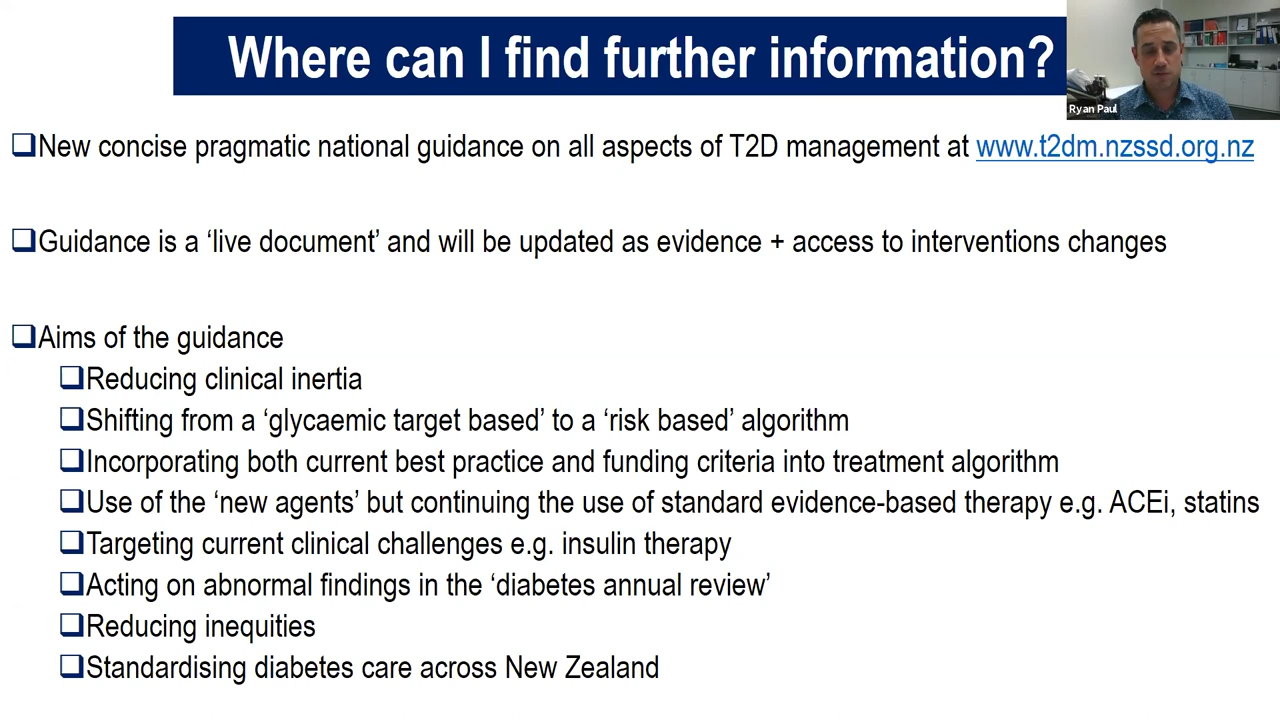 Where can I find further information?
Ryan Paul
❑New concise pragmatic national guidance on all aspects of T2D management at www.t2dm.nzssd.org.nz
❑Guidance is a ‘live document’ and will be updated as evidence + access to interventions changes
❑Aims of the guidance
❑Reducing clinical inertia
❑Shifting from a ‘glycaemic target based’ to a ‘risk based’ algorithm
❑Incorporating both current best practice and funding criteria into treatment algorithm
❑Use of the ‘new agents’ but continuing the use of standard evidence-based therapy e.g. ACEi, statins
❑Targeting current clinical challenges e.g. insulin therapy
❑Acting on abnormal findings in the ‘diabetes annual review’
❑Reducing inequities
❑Standardising diabetes care across New Zealand